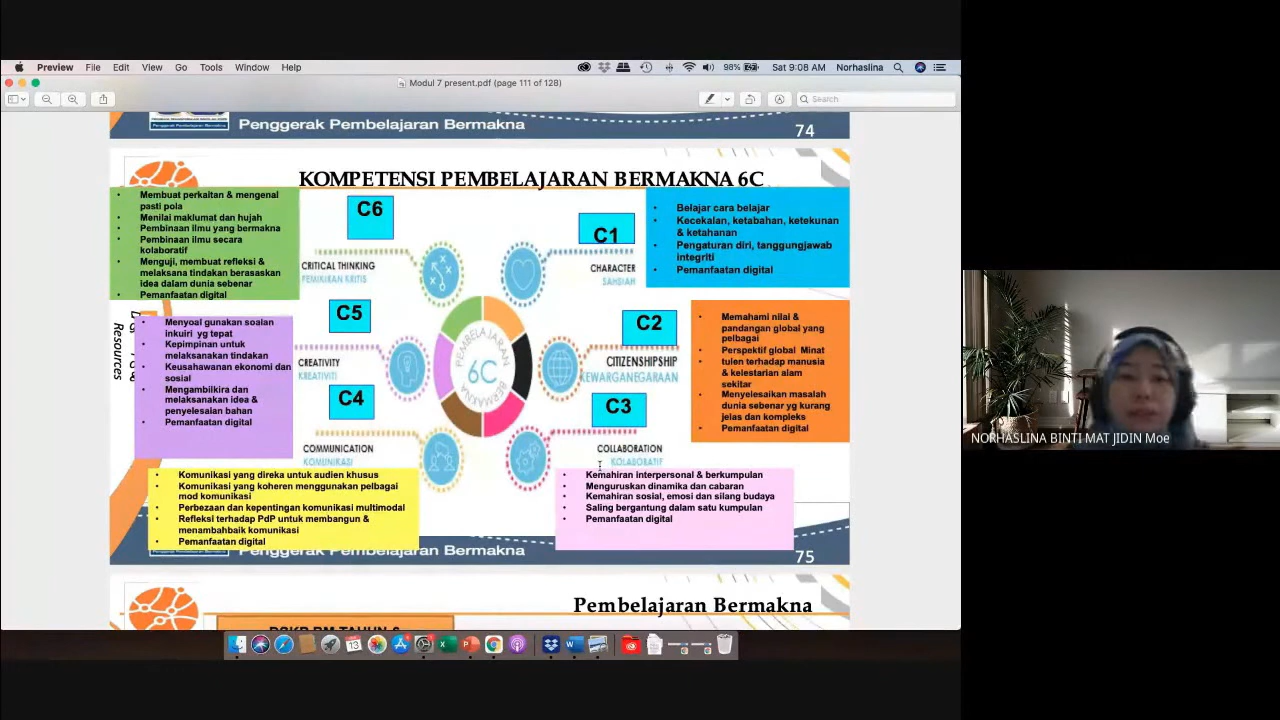 Preview File Edit View Go Tools Window Help
98% Sat 9:08 AM Norhaslina
Modul 7 present.pdf (page 111 of 128)
Search
Penggerak Pembelajaran Bermakna
74
KOMPETENSI PEMBELAJARAN BERMAKNA 6C
Membuat perkaitan & mengenal
pasti pola
Menilai maklumat dan hujah
Pembinaan ilmu yang bermakna
Pembinaan ilmu secara
kolaboratif
Menguji, membuat refleksi &
melaksana tindakan berasaskan
idea dalam dunia sebenar
Pemanfaatan digital
C6
CRITICAL THINKING
PEMIKIRAN KRITIS
C1
CHARACTER
SAHSIAH
Belajar cara belajar
Kecekalan, ketabahan, ketekunan
& ketahanan
Pengaturan diri, tanggungjawab
integriti
Pemanfaatan digital
Resources
Menyoal gunakan soalan
inkuiri yg tepat
Kepimpinan untuk
melaksanakan tindakan
Keusahawanan ekonomi dan
sosial
Mengambilkira dan
melaksanakan idea &
penyelesalan bahan
Pemanfaatan digital
C5
CREATIVITY
KREATIVITI
C2
CITIZENSHIPSHIP
KEWARGANEGARAAN
Memahami nilai &
pandangan global yang
pelbagai
Perspektif global Minat
tulen terhadap manusia
& kelestarian alam
sekitar
Menyelesaikan masalah
dunia sebenar yg kurang
jelas dan kompleks
Pemanfaatan digital
PEMBELAJARAN
6C
BERMAKNA
C4
COMMUNICATION
KOMUNIKASI
C3
COLLABORATION
KOLABORATIF
Komunikasi yang direka untuk audien khusus
Komunikasi yang koheren menggunakan pelbagai
mod komunikasi
Perbezaan dan kepentingan komunikasi multimodal
Refleksi terhadap PdP untuk membangun &
menambahbaik komunikasi
Pemanfaatan digital
Kemahiran interpersonal & berkumpulan
Menguruskan dinamika dan cabaran
Kemahiran sosial, emosi dan silang budaya
Saling bergantung dalam satu kumpulan
Pemanfaatan digital
Penggerak Pembelajaran Bermakna
75
Pembelajaran Bermakna
NORHASLINA BINTI MAT JIDIN Moe